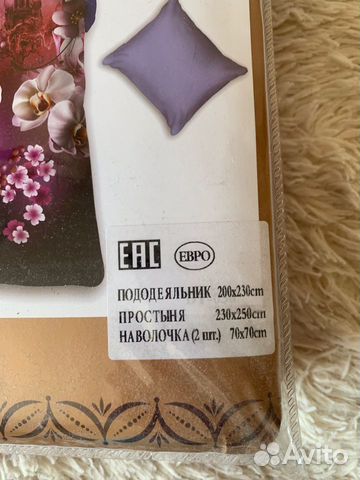 EAC ЕВРО
ПОДОДЕЯЛЬНИК 200x230cm
ПРОСТЫНЯ 230x250cm
НАВОЛОЧКА (2 шт.) 70x70cm
Avito